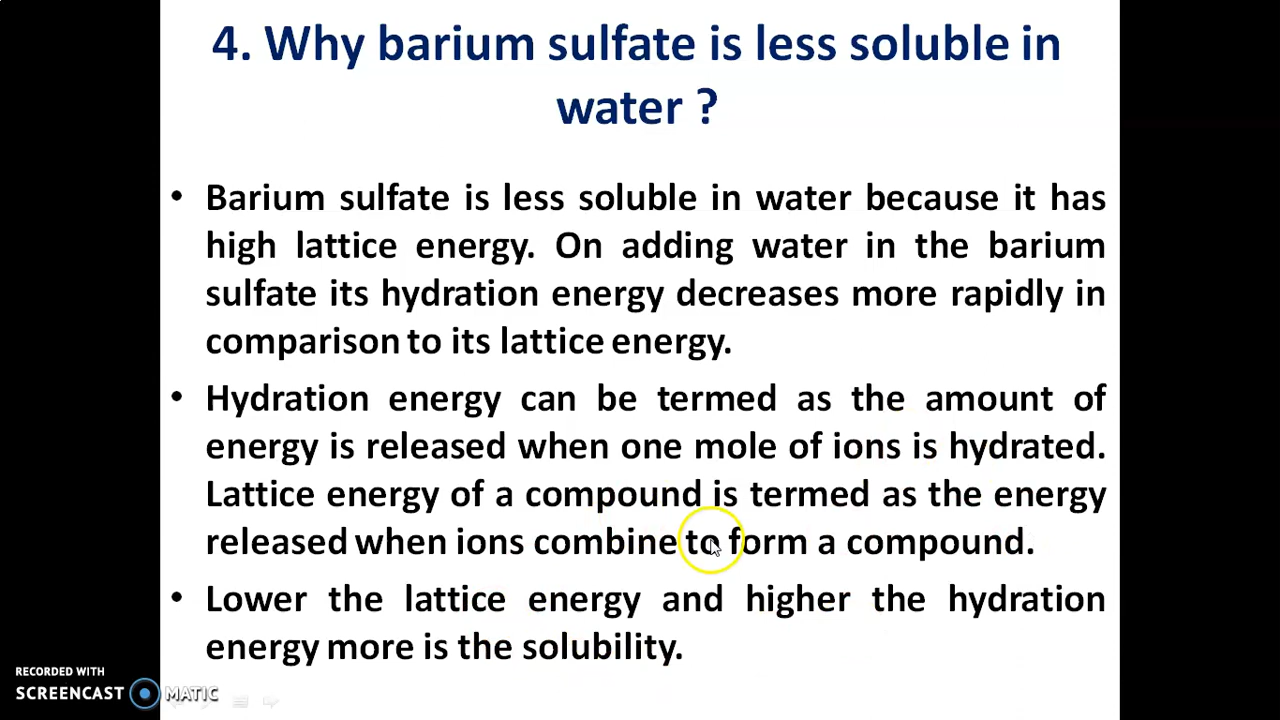 4. Why barium sulfate is less soluble in
water ?
• Barium sulfate is less soluble in water because it has
high lattice energy. On adding water in the barium
sulfate its hydration energy decreases more rapidly in
comparison to its lattice energy.
• Hydration energy can be termed as the amount of
energy is released when one mole of ions is hydrated.
Lattice energy of a compound is termed as the energy
released when ions combine to form a compound.
• Lower the lattice energy and higher the hydration
energy more is the solubility.
RECORDED WITH
SCREENCAST MATIC